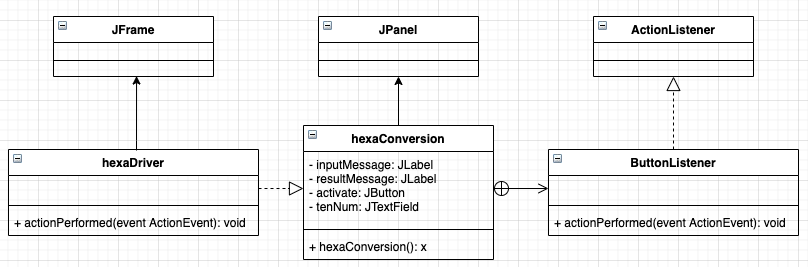 JFrame
JPanel
ActionListener
hexaDriver
+ actionPerformed(event ActionEvent): void
hexaConversion
- inputMessage: JLabel
- resultMessage: JLabel
- activate: JButton
- tenNum: JTextField
+ hexaConversion(): x
ButtonListener
+ actionPerformed(event ActionEvent): void